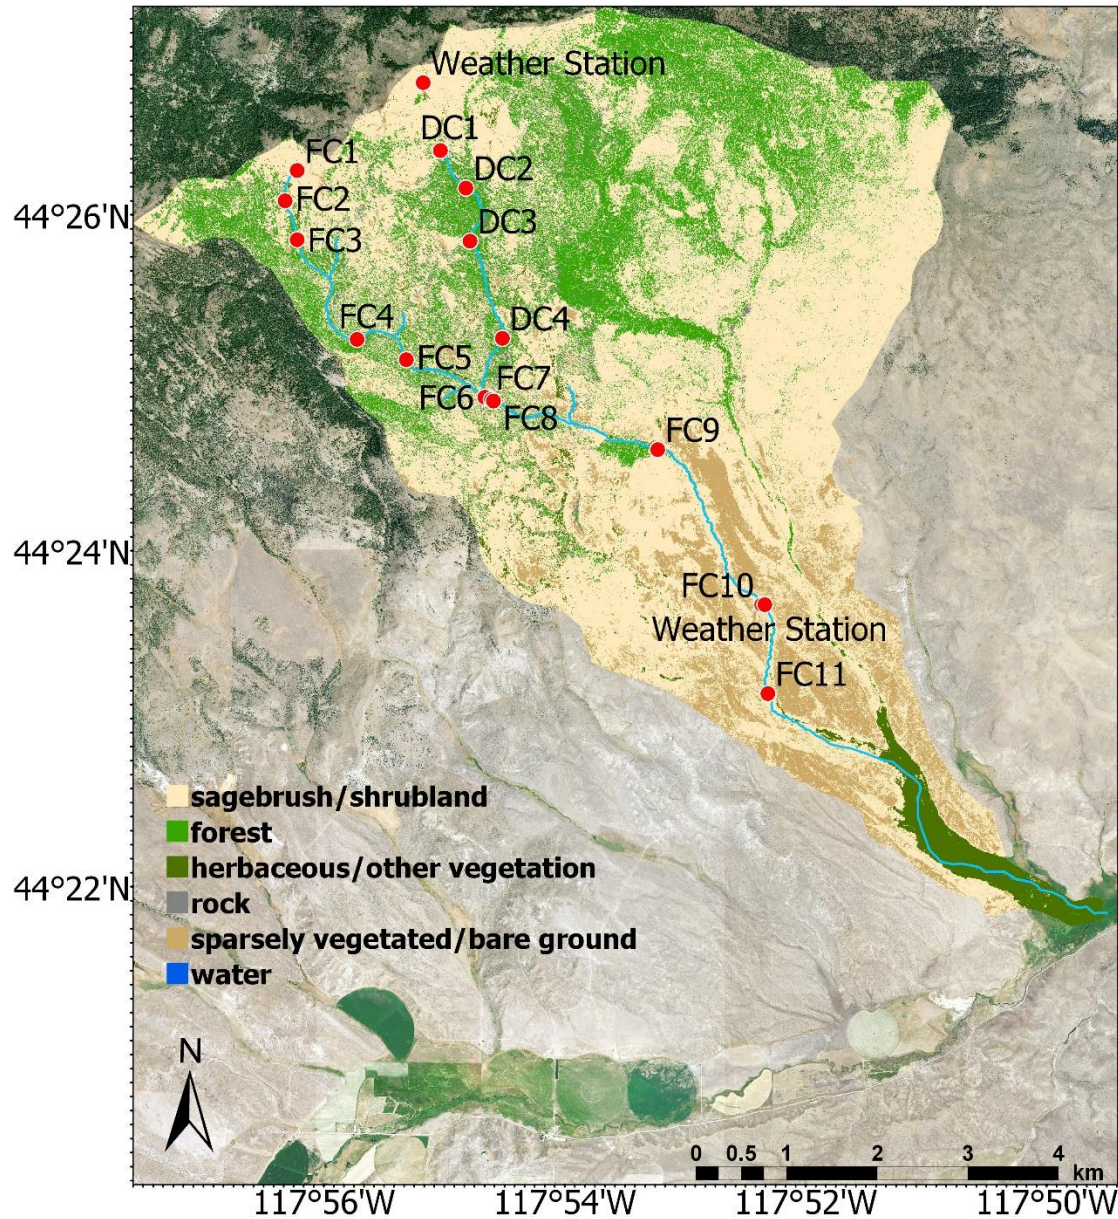 Weather Station
DC1
FC1
DC2
FC2
44°26'N
DC3
FC3
FC4
DC4
FC5
FC7
FC6
FC8
FC9
44°24'N
FC10
Weather Station
FC11
sagebrush/shrubland
forest
herbaceous/other vegetation
44°22'N
rock
sparsely vegetated/bare ground
water
N
0 0.5 1 2 3 4
km
117°56'W 117°54'W 117°52'W 117°50'W